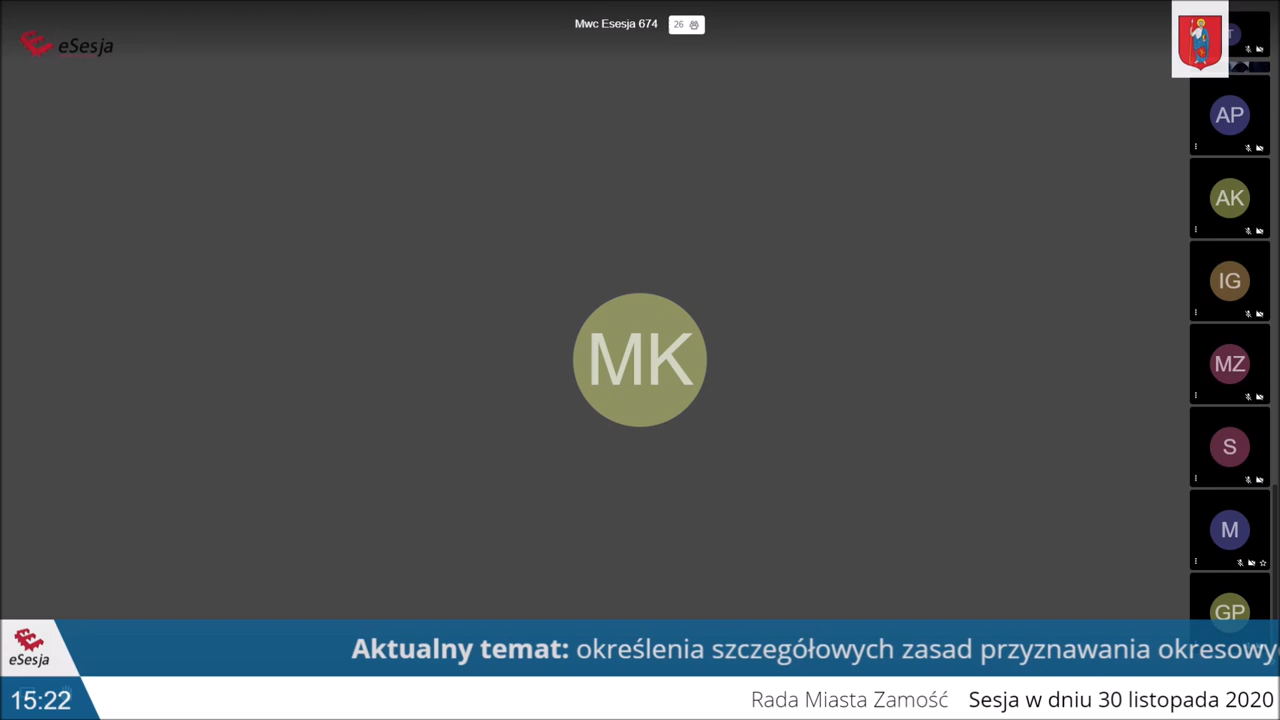 Mwc Esesja 674 26
eSesja
T
AP
AK
IG
MZ
S
M
GP
MK
Aktualny temat: określenia szczegółowych zasad przyznawania okresowy
eSesja
15:22
Rada Miasta Zamość Sesja w dniu 30 listopada 2020